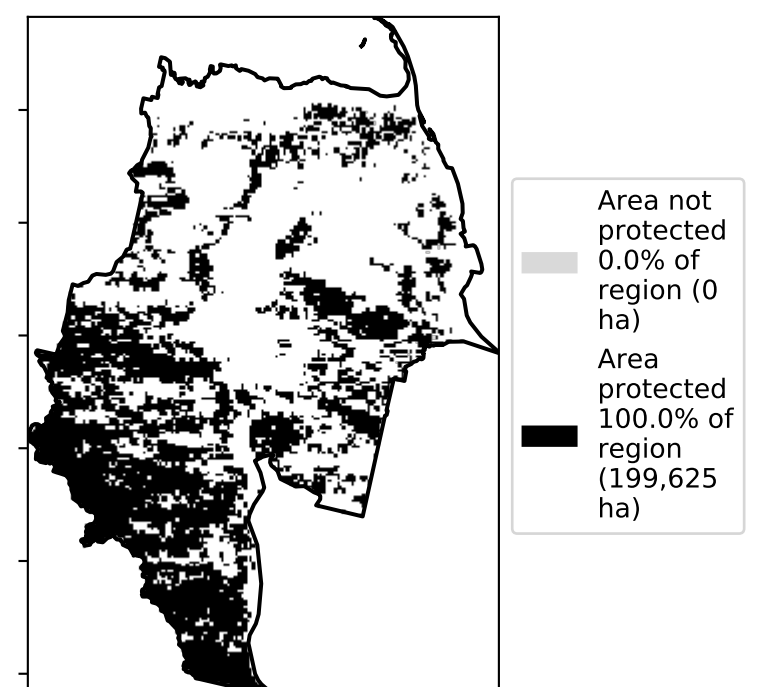 Area not
protected
0.0% of
region (0
ha)
Area
protected
100.0% of
region
(199,625
ha)